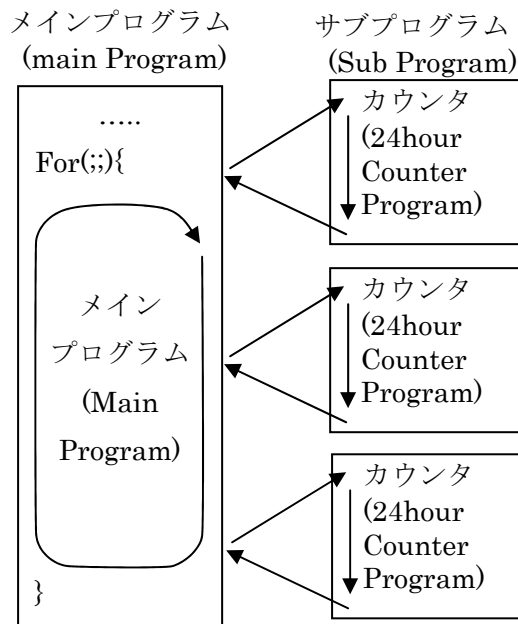 メインプログラム
(main Program)
.....
For(;;){
メイン
プログラム
(Main
Program)
}
サブプログラム
(Sub Program)
カウンタ
(24hour
Counter
Program)
カウンタ
(24hour
Counter
Program)
カウンタ
(24hour
Counter
Program)